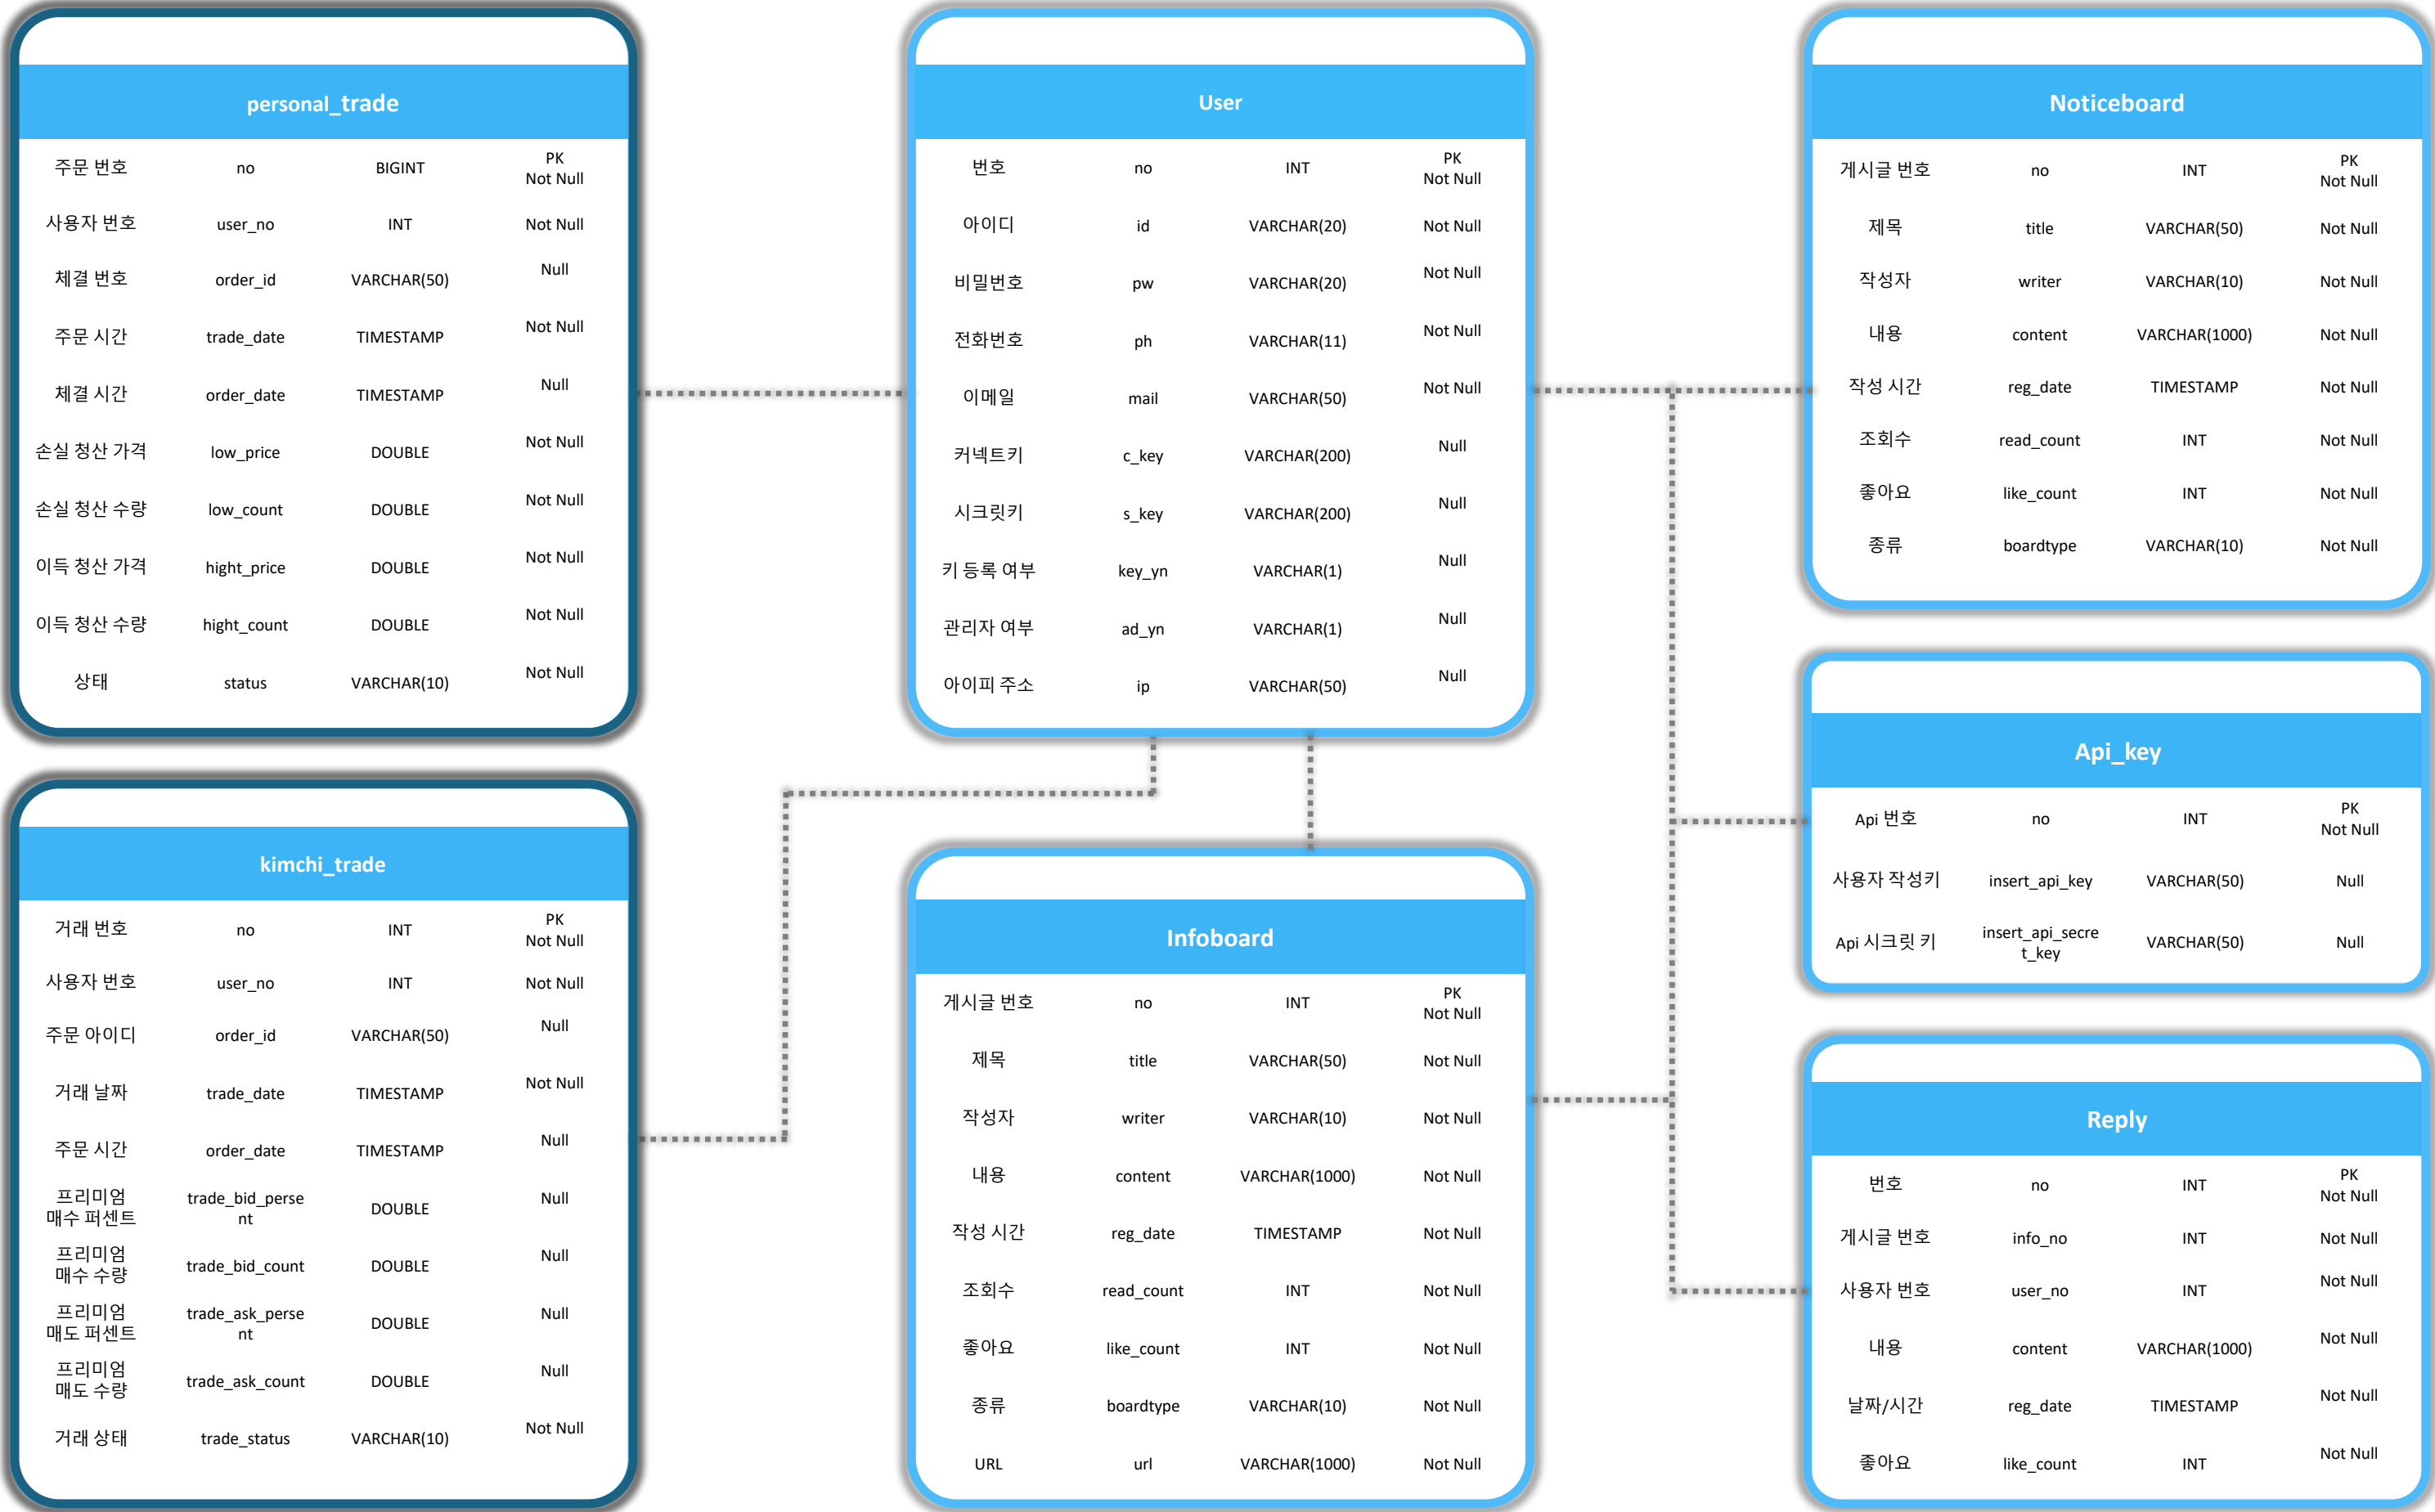 personal_trade
주문 번호 no BIGINT PK
Not Null
사용자 번호 user_no INT Not Null
체결 번호 order_id VARCHAR(50) Null
주문 시간 trade_date TIMESTAMP Not Null
체결 시간 order_date TIMESTAMP Null
손실 청산 가격 low_price DOUBLE Not Null
손실 청산 수량 low_count DOUBLE Not Null
이득 청산 가격 hight_price DOUBLE Not Null
이득 청산 수량 hight_count DOUBLE Not Null
상태 status VARCHAR(10) Not Null
User
번호 no INT PK
Not Null
아이디 id VARCHAR(20) Not Null
비밀번호 pw VARCHAR(20) Not Null
전화번호 ph VARCHAR(11) Not Null
이메일 mail VARCHAR(50) Not Null
커넥트키 c_key VARCHAR(200) Null
시크릿키 s_key VARCHAR(200) Null
키 등록 여부 key_yn VARCHAR(1) Null
관리자 여부 ad_yn VARCHAR(1) Null
아이피 주소 ip VARCHAR(50) Null
Noticeboard
게시글 번호 no INT PK
Not Null
제목 title VARCHAR(50) Not Null
작성자 writer VARCHAR(10) Not Null
내용 content VARCHAR(1000) Not Null
작성 시간 reg_date TIMESTAMP Not Null
조회수 read_count INT Not Null
좋아요 like_count INT Not Null
종류 boardtype VARCHAR(10) Not Null
Api_key
Api 번호 no INT PK
Not Null
사용자 작성키 insert_api_key VARCHAR(50) Null
Api 시크릿 키 insert_api_secre
t_key VARCHAR(50) Null
kimchi_trade
거래 번호 no INT PK
Not Null
사용자 번호 user_no INT Not Null
주문 아이디 order_id VARCHAR(50) Null
거래 날짜 trade_date TIMESTAMP Not Null
주문 시간 order_date TIMESTAMP Null
프리미엄
매수 퍼센트 trade_bid_perse
nt DOUBLE Null
프리미엄
매수 수량 trade_bid_count DOUBLE Null
프리미엄
매도 퍼센트 trade_ask_perse
nt DOUBLE Null
프리미엄
매도 수량 trade_ask_count DOUBLE Null
거래 상태 trade_status VARCHAR(10) Not Null
Infoboard
게시글 번호 no INT PK
Not Null
제목 title VARCHAR(50) Not Null
작성자 writer VARCHAR(10) Not Null
내용 content VARCHAR(1000) Not Null
작성 시간 reg_date TIMESTAMP Not Null
조회수 read_count INT Not Null
좋아요 like_count INT Not Null
종류 boardtype VARCHAR(10) Not Null
URL url VARCHAR(1000) Not Null
Reply
번호 no INT PK
Not Null
게시글 번호 info_no INT Not Null
사용자 번호 user_no INT Not Null
내용 content VARCHAR(1000) Not Null
날짜/시간 reg_date TIMESTAMP Not Null
좋아요 like_count INT Not Null